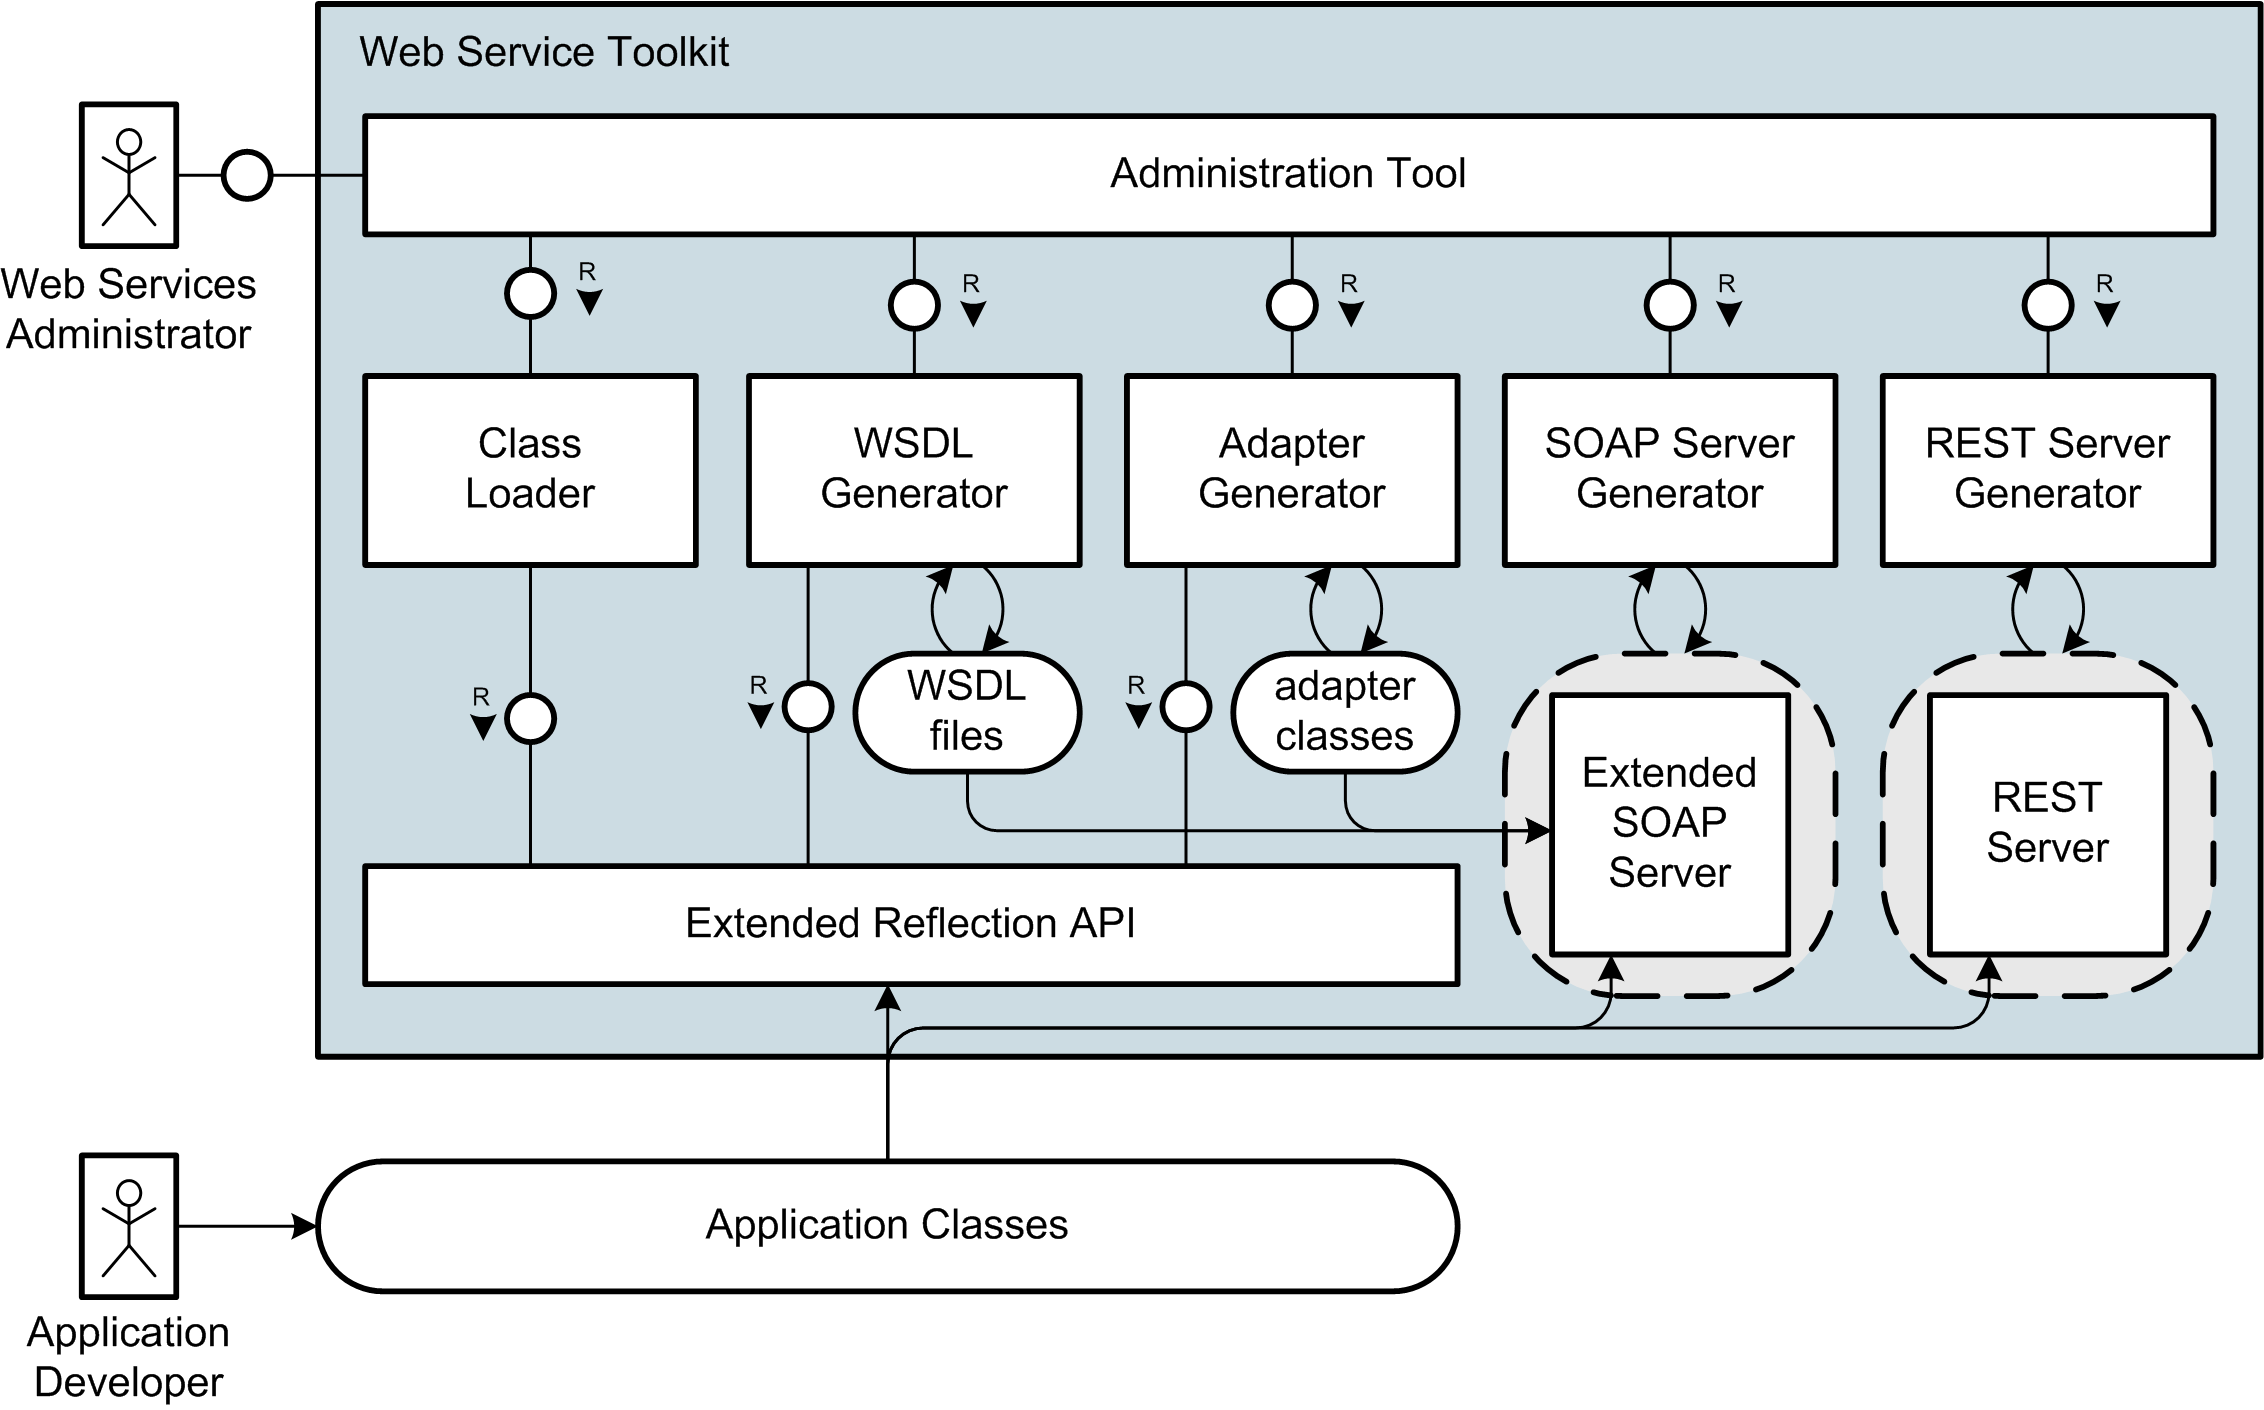 Web Service Toolkit
Administration Tool
Web Services
Administrator
R
R
R
R
R
Class
Loader
WSDL
Generator
Adapter
Generator
SOAP Server
Generator
REST Server
Generator
R
R
R
WSDL
files
adapter
classes
Extended
SOAP
Server
REST
Server
Extended Reflection API
Application Classes
Application
Developer